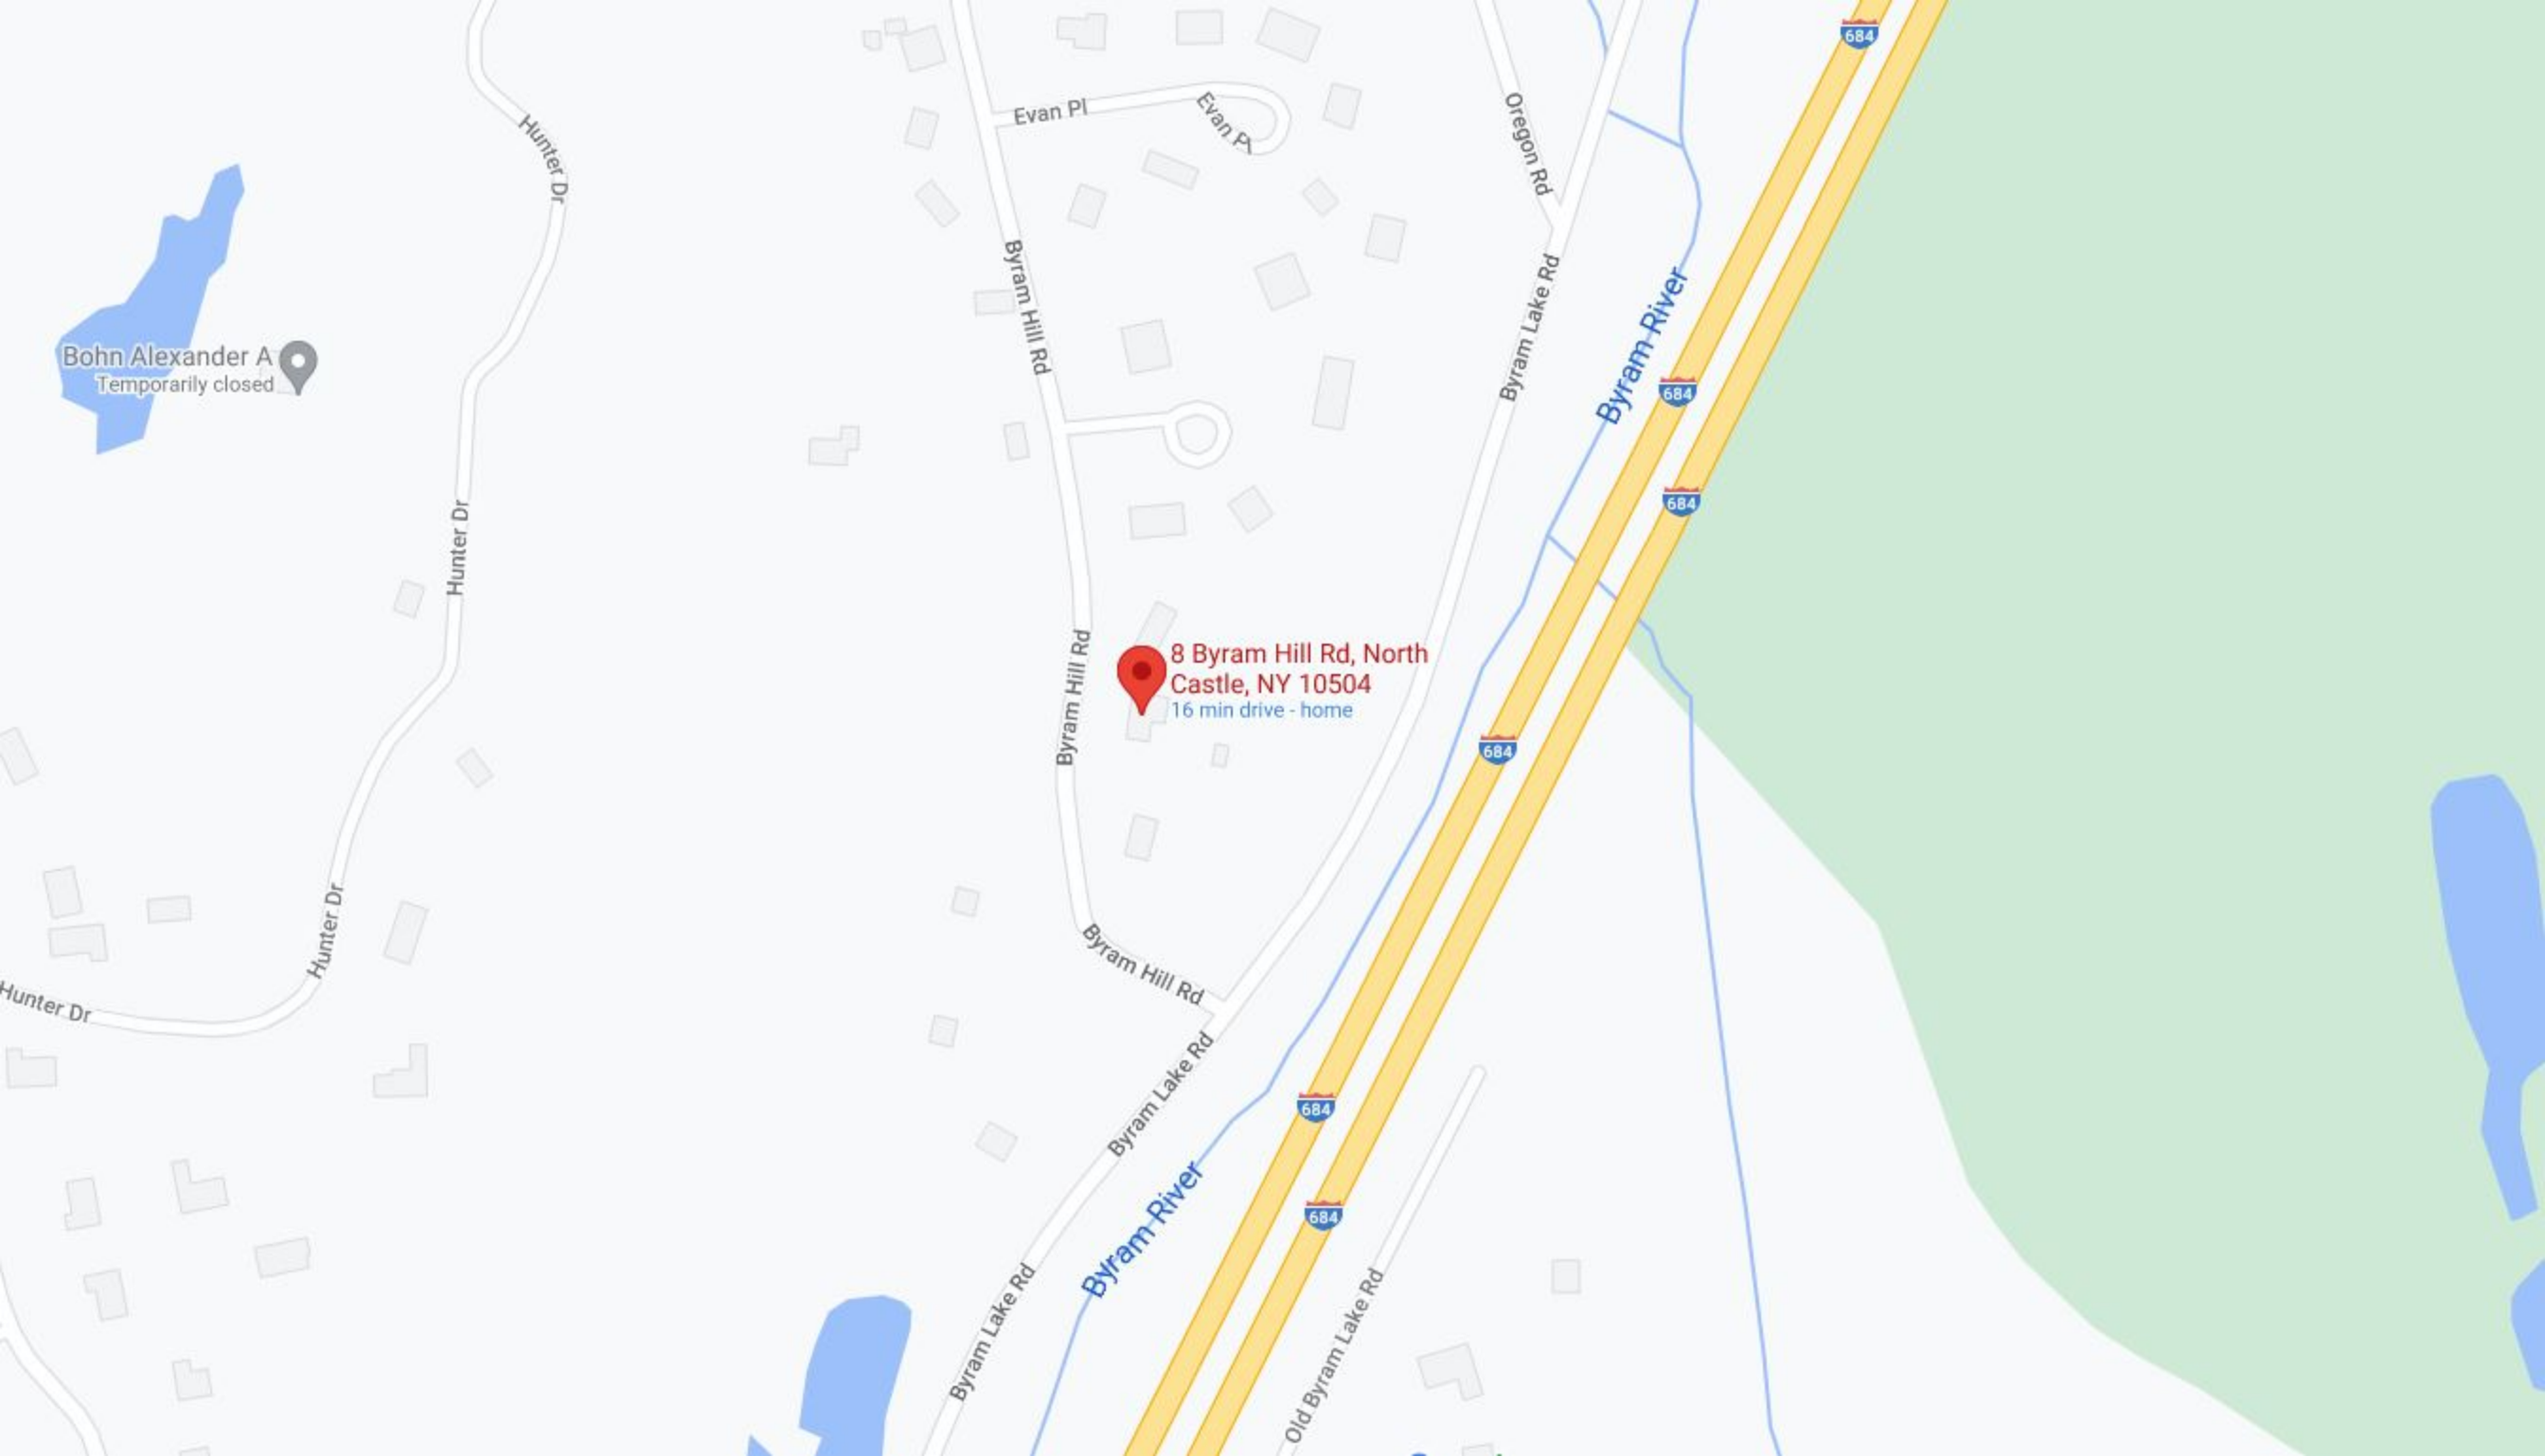 684
Evan Pl
Evan Pl
Oregon Rd
Hunter Dr
Byram Hill Rd
Byram Lake Rd
Byram River
Bohn Alexander A
Temporarily closed
684
684
Hunter Dr
Byram Hill Rd
8 Byram Hill Rd, North
Castle, NY 10504
16 min drive - home
684
Hunter Dr
Byram Hill Rd
Hunter Dr
Byram Lake Rd
684
Byram River
684
Byram Lake Rd
Old Byram Lake Rd